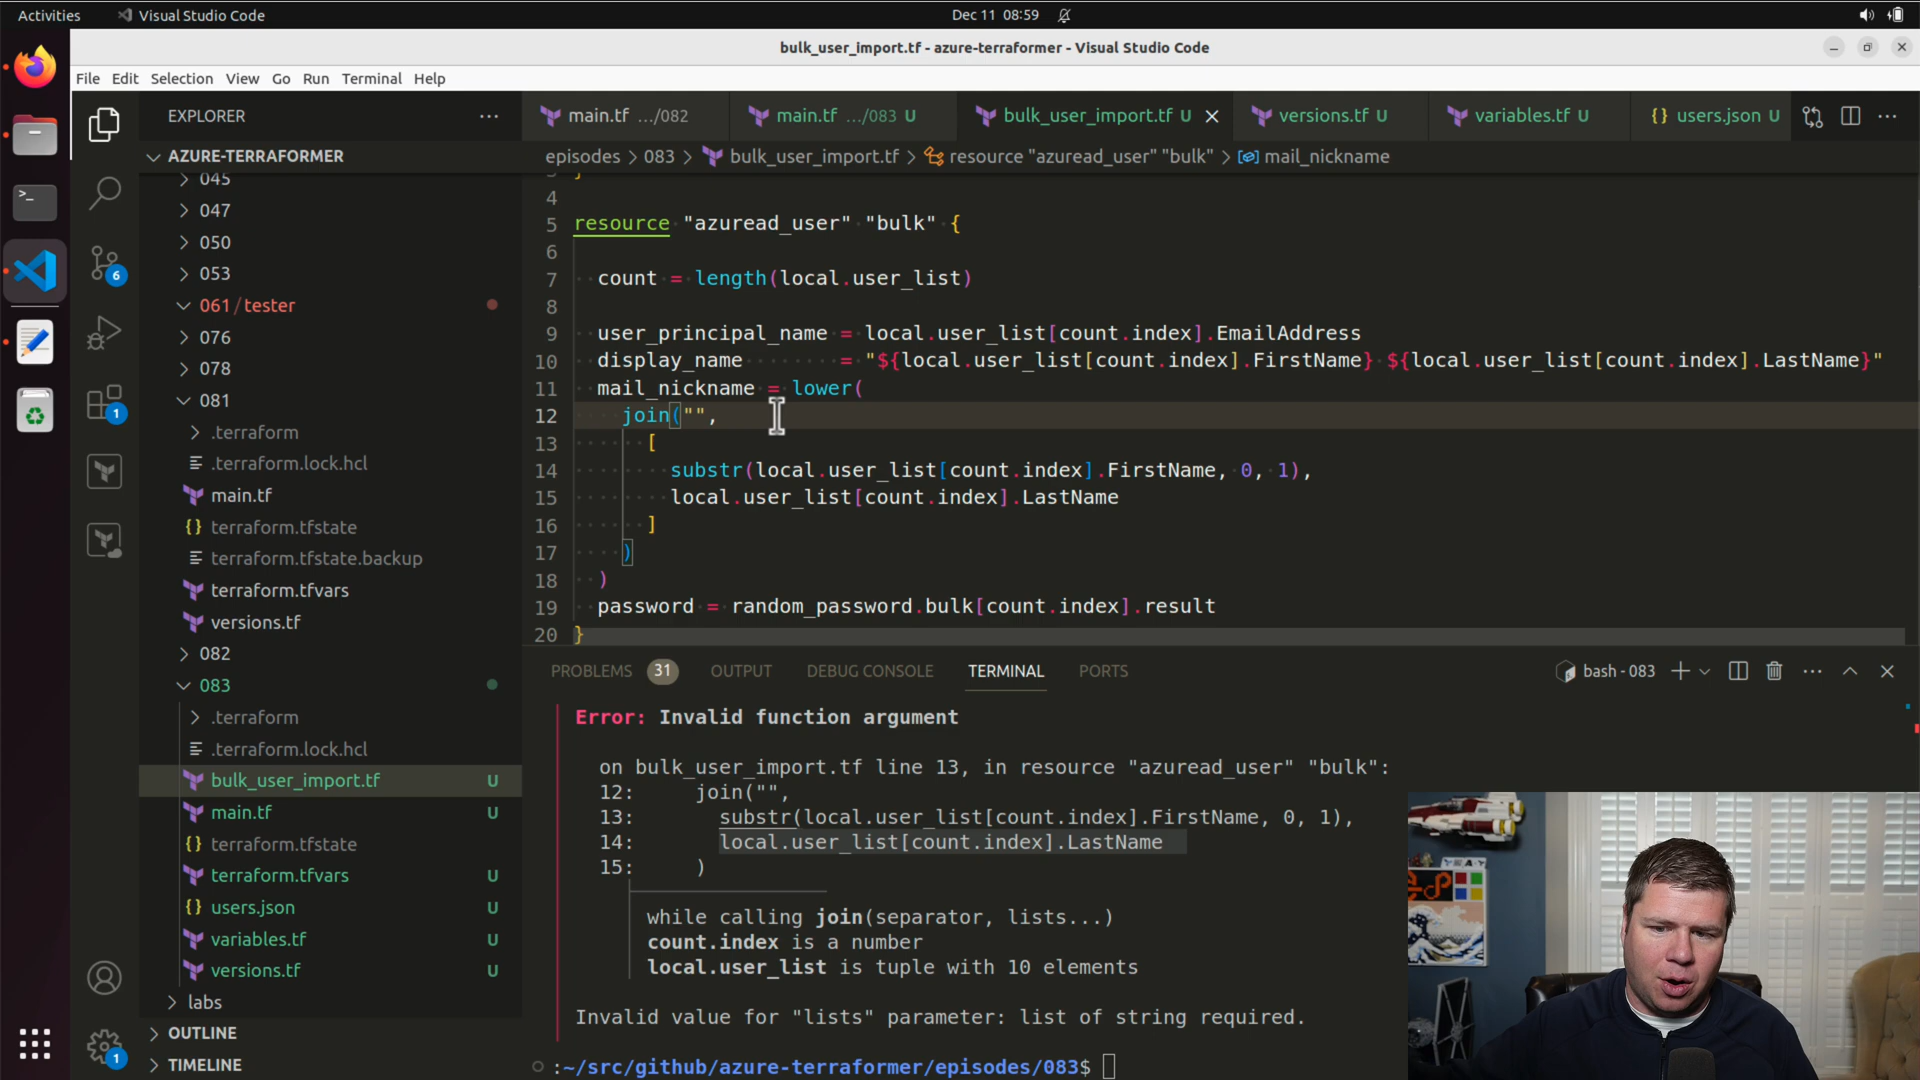 Activities
Visual Studio Code
Dec 11 08:59
bulk_user_import.tf - azure-terraformer - Visual Studio Code
File Edit Selection View Go Run Terminal Help
EXPLORER
main.tf .../082
main.tf .../083 U
bulk_user_import.tf U
versions.tf U
variables.tf U
{} users.json U
AZURE-TERRAFORMER
episodes > 083 > bulk_user_import.tf > resource "azuread_user" "bulk" > mail_nickname
045
047
050
053
061 / tester
076
078
081
.terraform
.terraform.lock.hcl
main.tf
{} terraform.tfstate
terraform.tfstate.backup
terraform.tfvars
versions.tf
082
083
.terraform
.terraform.lock.hcl
bulk_user_import.tf U
main.tf
{} terraform.tfstate
terraform.tfvars U
{} users.json U
variables.tf U
versions.tf U
labs
OUTLINE
TIMELINE
6
1
1
4
5 resource "azuread_user" "bulk" {
6
7 count = length(local.user_list)
8
9 user_principal_name = local.user_list[count.index].EmailAddress
10 display_name = "${local.user_list[count.index].FirstName} ${local.user_list[count.index].LastName}"
11 mail_nickname = lower(
12 join("",
13 [
14 substr(local.user_list[count.index].FirstName, 0, 1),
15 local.user_list[count.index].LastName
16 ]
17 )
18 )
19 password = random_password.bulk[count.index].result
20 }
PROBLEMS 31 OUTPUT DEBUG CONSOLE TERMINAL PORTS
bash - 083
Error: Invalid function argument
on bulk_user_import.tf line 13, in resource "azuread_user" "bulk":
12: join("",
13: substr(local.user_list[count.index].FirstName, 0, 1),
14: local.user_list[count.index].LastName
15: )
while calling join(separator, lists...)
count.index is a number
local.user_list is tuple with 10 elements
Invalid value for "lists" parameter: list of string required.
:~/src/github/azure-terraformer/episodes/083$